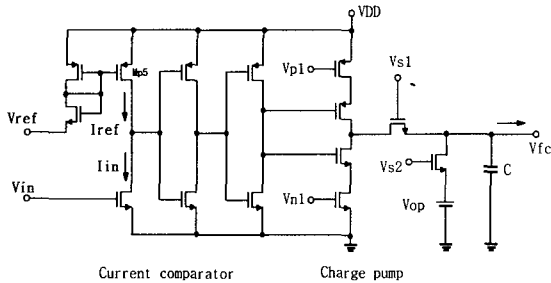 VDD
Vp1
Vs1
Mp5
Vref
Iref
Vfc
Iin
Vs2
C
Vin
Vn1
Vop
Current comparator
Charge pump